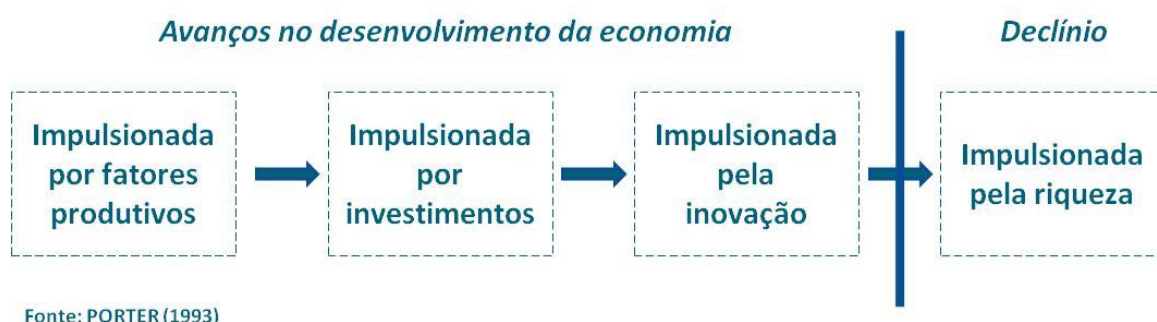 Avanços no desenvolvimento da economia
Declínio
Impulsionada
por fatores
produtivos
Impulsionada
por
investimentos
Impulsionada
pela
inovação
Impulsionada
pela riqueza
Fonte: PORTER (1993)